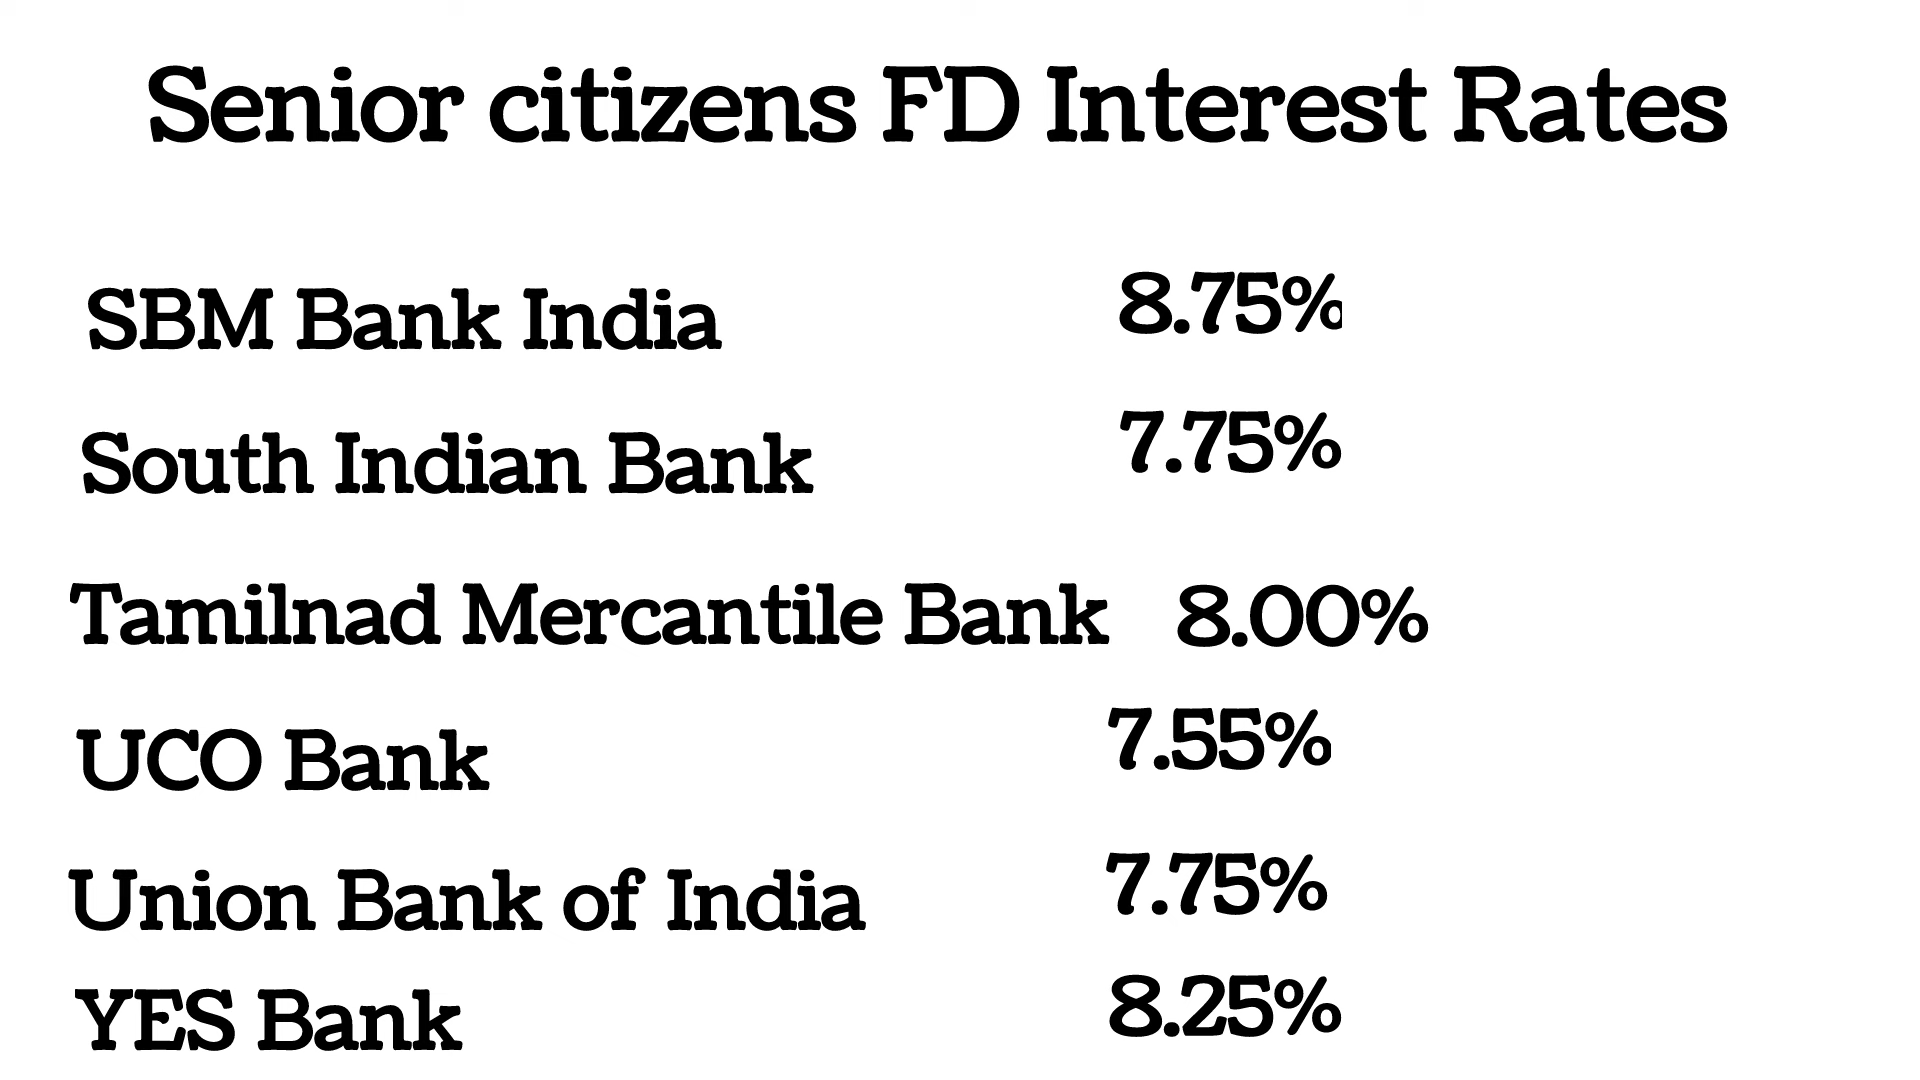 Senior citizens FD Interest Rates
SBM Bank India 8.75%
South Indian Bank 7.75%
Tamilnad Mercantile Bank 8.00%
UCO Bank 7.55%
Union Bank of India 7.75%
YES Bank 8.25%